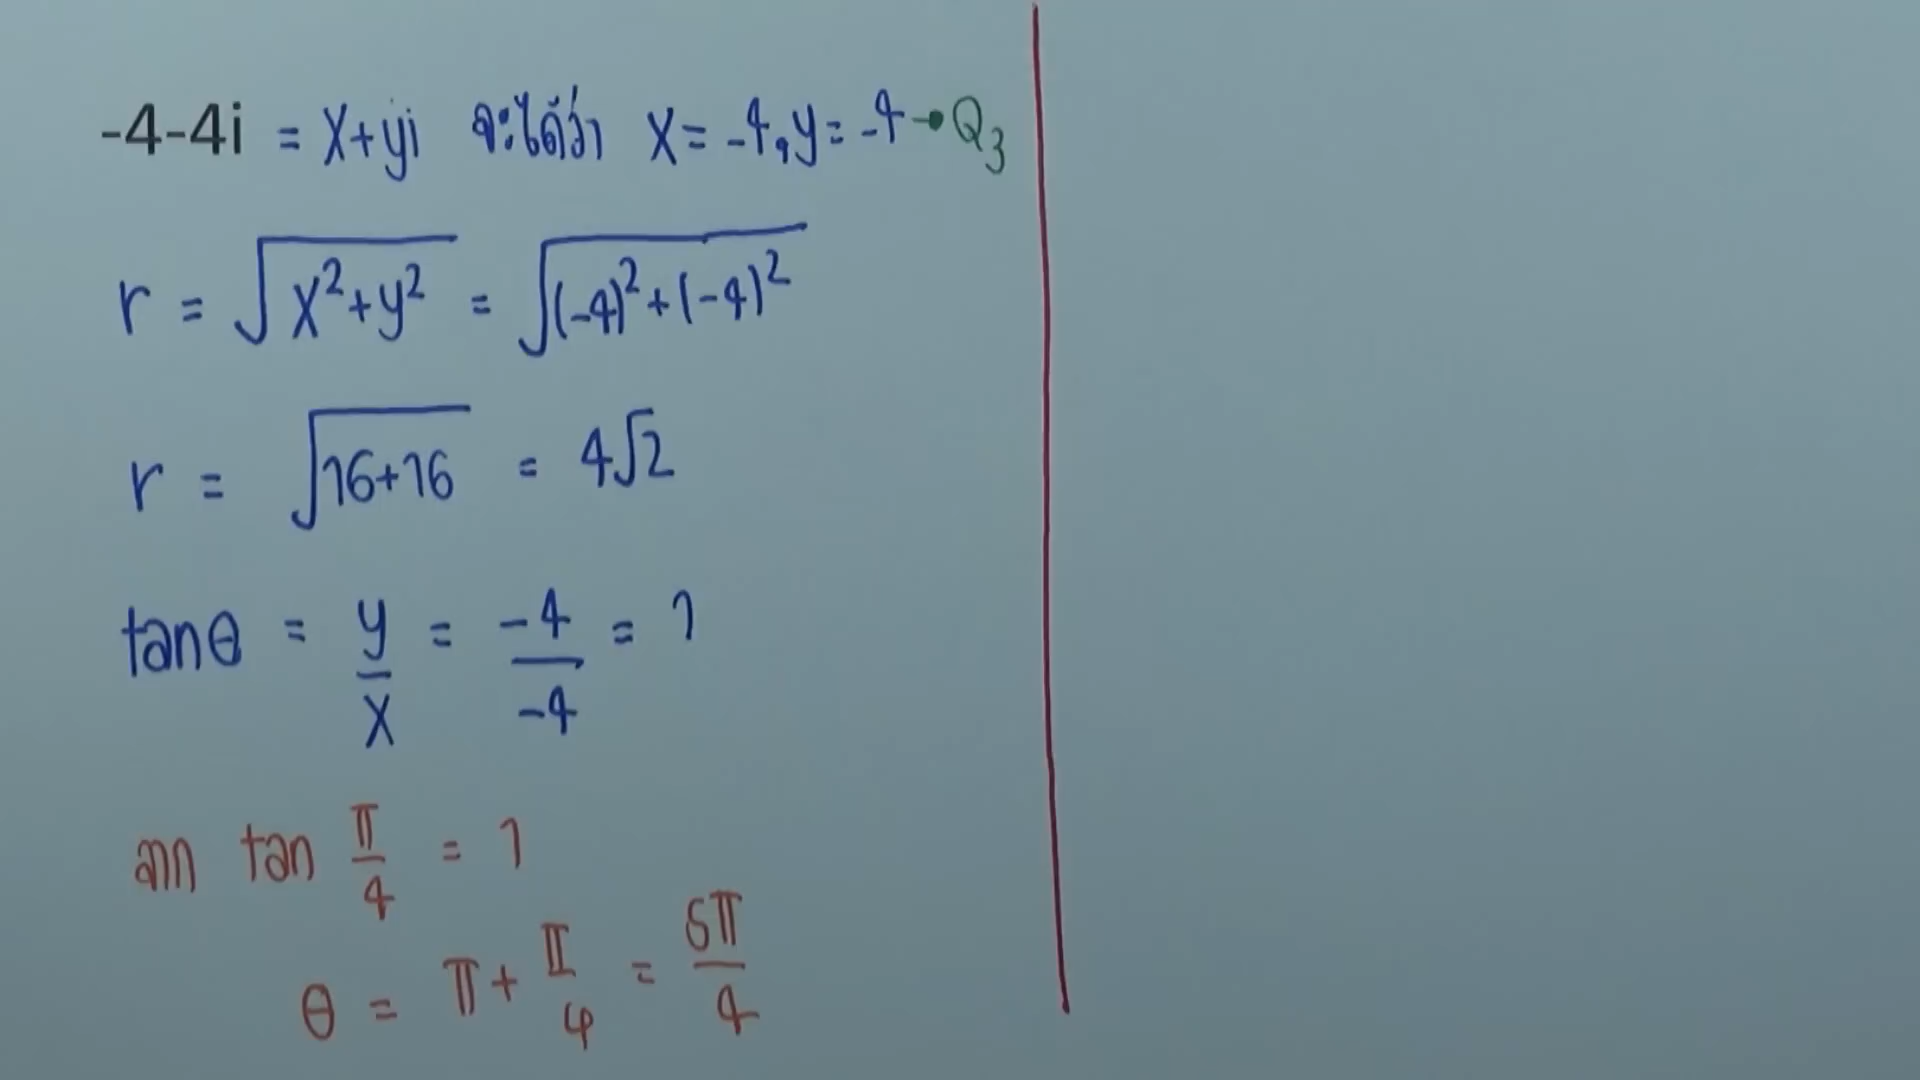 -4-4i = x+yi จะได้ว่า x = -4, y = -4 → Q₃
r = √(x²+y²) = √((-4)²+(-4)²)
r = √(16+16) = 4√2
tanθ = y/x = -4/-4 = 1
จาก tan π/4 = 1
θ = π + π/4 = 5π/4